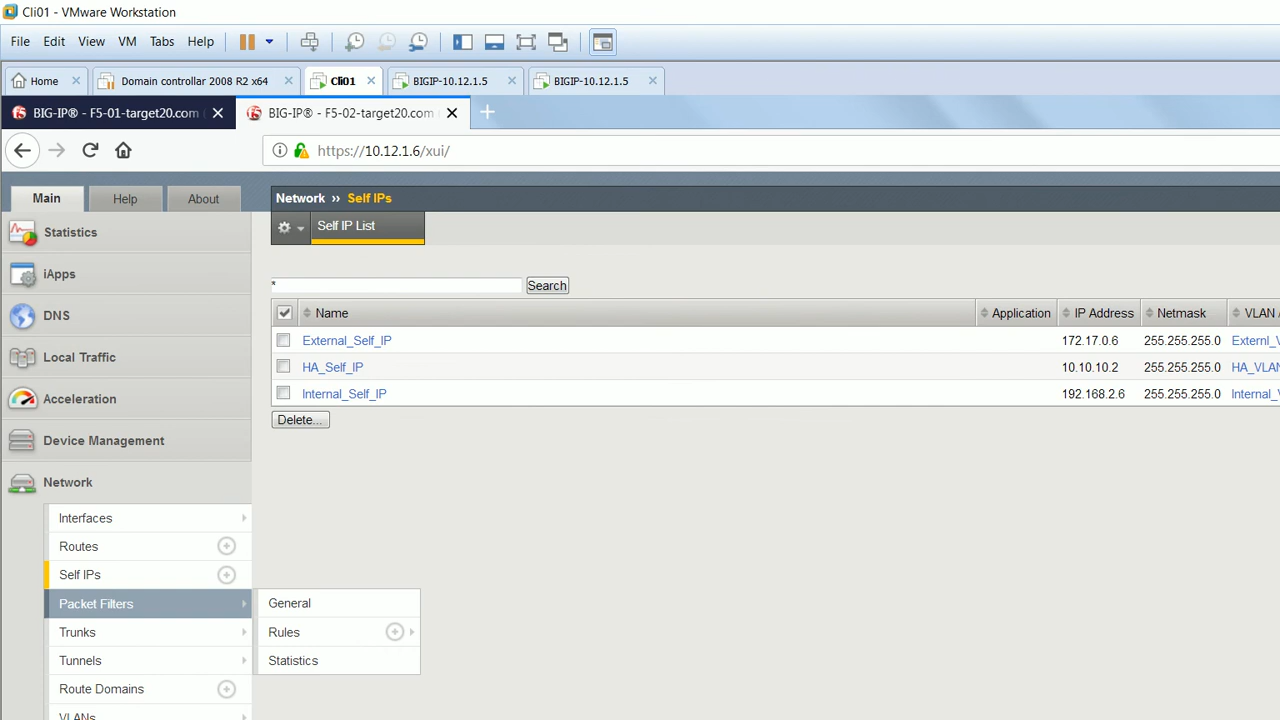 Cli01 - VMware Workstation
File Edit View VM Tabs Help
Home Domain controllar 2008 R2 x64 Cli01 BIGIP-10.12.1.5 BIGIP-10.12.1.5
BIG-IP® - F5-01-target20.com BIG-IP® - F5-02-target20.com
https://10.12.1.6/xui/
Main Help About
Network ›› Self IPs
Statistics
Self IP List
iApps
* Search
DNS
Name Application IP Address Netmask VLAN /
External_Self_IP 172.17.0.6 255.255.255.0 Externl_V
Local Traffic
HA_Self_IP 10.10.10.2 255.255.255.0 HA_VLAN
Acceleration
Internal_Self_IP 192.168.2.6 255.255.255.0 Internal_V
Delete...
Device Management
Network
Interfaces
Routes
Self IPs
Packet Filters General
Trunks Rules
Tunnels Statistics
Route Domains
VLANs